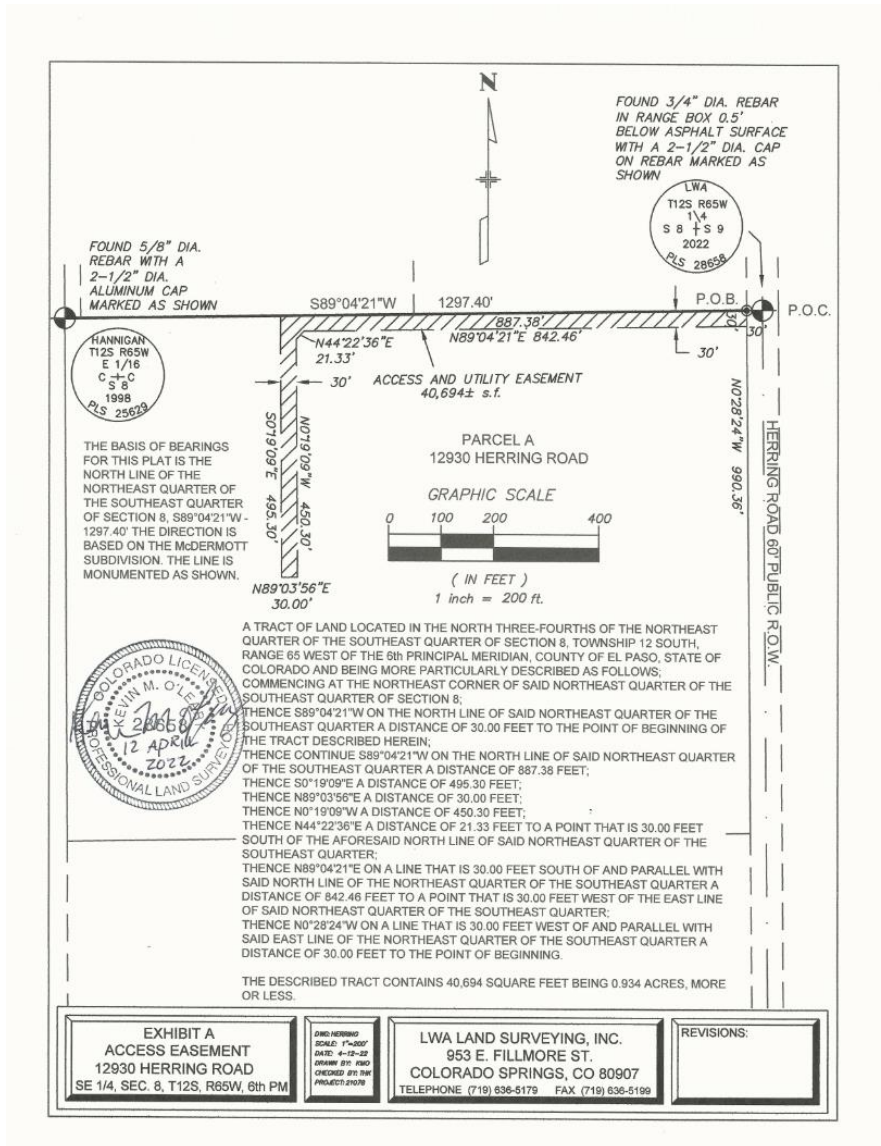 N
FOUND 3/4" DIA. REBAR
IN RANGE BOX 0.5'
BELOW ASPHALT SURFACE
WITH A 2-1/2" DIA. CAP
ON REBAR MARKED AS
SHOWN
LWA
T12S R65W
1/4
S 8 S 9
2022
PLS 28658
FOUND 5/8" DIA.
REBAR WITH A
2-1/2" DIA.
ALUMINUM CAP
MARKED AS SHOWN
S89°04'21"W 1297.40'
P.O.B.
P.O.C.
887.38'
N89°04'21"E 842.46'
30'
30'
30'
N44°22'36"E
21.33'
30'
ACCESS AND UTILITY EASEMENT
40,694± s.f.
HANNIGAN
T12S R65W
E 1/16
C C
S 8
1998
PLS 25629
S0°19'09"E 495.30'
N0°19'09"W 450.30'
N89°03'56"E
30.00'
N0°28'24"W 990.36'
HERRING ROAD 60' PUBLIC R.O.W.
THE BASIS OF BEARINGS
FOR THIS PLAT IS THE
NORTH LINE OF THE
NORTHEAST QUARTER OF
THE SOUTHEAST QUARTER
OF SECTION 8, S89°04'21"W -
1297.40' THE DIRECTION IS
BASED ON THE McDERMOTT
SUBDIVISION. THE LINE IS
MONUMENTED AS SHOWN.
PARCEL A
12930 HERRING ROAD
GRAPHIC SCALE
0 100 200 400
( IN FEET )
1 inch = 200 ft.
A TRACT OF LAND LOCATED IN THE NORTH THREE-FOURTHS OF THE NORTHEAST
QUARTER OF THE SOUTHEAST QUARTER OF SECTION 8, TOWNSHIP 12 SOUTH,
RANGE 65 WEST OF THE 6th PRINCIPAL MERIDIAN, COUNTY OF EL PASO, STATE OF
COLORADO AND BEING MORE PARTICULARLY DESCRIBED AS FOLLOWS;
COMMENCING AT THE NORTHEAST CORNER OF SAID NORTHEAST QUARTER OF THE
SOUTHEAST QUARTER OF SECTION 8;
THENCE S89°04'21"W ON THE NORTH LINE OF SAID NORTHEAST QUARTER OF THE
SOUTHEAST QUARTER A DISTANCE OF 30.00 FEET TO THE POINT OF BEGINNING OF
THE TRACT DESCRIBED HEREIN;
THENCE CONTINUE S89°04'21"W ON THE NORTH LINE OF SAID NORTHEAST QUARTER
OF THE SOUTHEAST QUARTER A DISTANCE OF 887.38 FEET;
THENCE S0°19'09"E A DISTANCE OF 495.30 FEET;
THENCE N89°03'56"E A DISTANCE OF 30.00 FEET;
THENCE N0°19'09"W A DISTANCE OF 450.30 FEET;
THENCE N44°22'36"E A DISTANCE OF 21.33 FEET TO A POINT THAT IS 30.00 FEET
SOUTH OF THE AFORESAID NORTH LINE OF SAID NORTHEAST QUARTER OF THE
SOUTHEAST QUARTER;
THENCE N89°04'21"E ON A LINE THAT IS 30.00 FEET SOUTH OF AND PARALLEL WITH
SAID NORTH LINE OF THE NORTHEAST QUARTER OF THE SOUTHEAST QUARTER A
DISTANCE OF 842.46 FEET TO A POINT THAT IS 30.00 FEET WEST OF THE EAST LINE
OF SAID NORTHEAST QUARTER OF THE SOUTHEAST QUARTER;
THENCE N0°28'24"W ON A LINE THAT IS 30.00 FEET WEST OF AND PARALLEL WITH
SAID EAST LINE OF THE NORTHEAST QUARTER OF THE SOUTHEAST QUARTER A
DISTANCE OF 30.00 FEET TO THE POINT OF BEGINNING.
THE DESCRIBED TRACT CONTAINS 40,694 SQUARE FEET BEING 0.934 ACRES, MORE
OR LESS.
COLORADO LICENSED
KEVIN M.
28658
12 APRIL
2022
PROFESSIONAL LAND SURVEYOR
EXHIBIT A
ACCESS EASEMENT
12930 HERRING ROAD
SE 1/4, SEC. 8, T12S, R65W, 6th PM
DWG: HERRING
SCALE: 1"=200'
DATE: 4-12-22
DRAWN BY: KMO
CHECKED BY: THK
PROJECT: 21078
LWA LAND SURVEYING, INC.
953 E. FILLMORE ST.
COLORADO SPRINGS, CO 80907
TELEPHONE (719) 636-5179 FAX (719) 636-5199
REVISIONS: